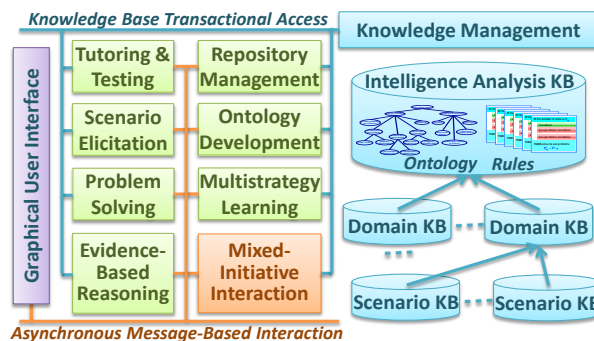 Knowledge Base Transactional Access
Knowledge Management
Graphical User Interface
Tutoring &
Testing
Repository
Management
Scenario
Elicitation
Ontology
Development
Problem
Solving
Multistrategy
Learning
Evidence-
Based
Reasoning
Mixed-
Initiative
Interaction
Asynchronous Message-Based Interaction
Intelligence Analysis KB
Ontology Rules
Domain KB
Domain KB
Scenario KB
Scenario KB